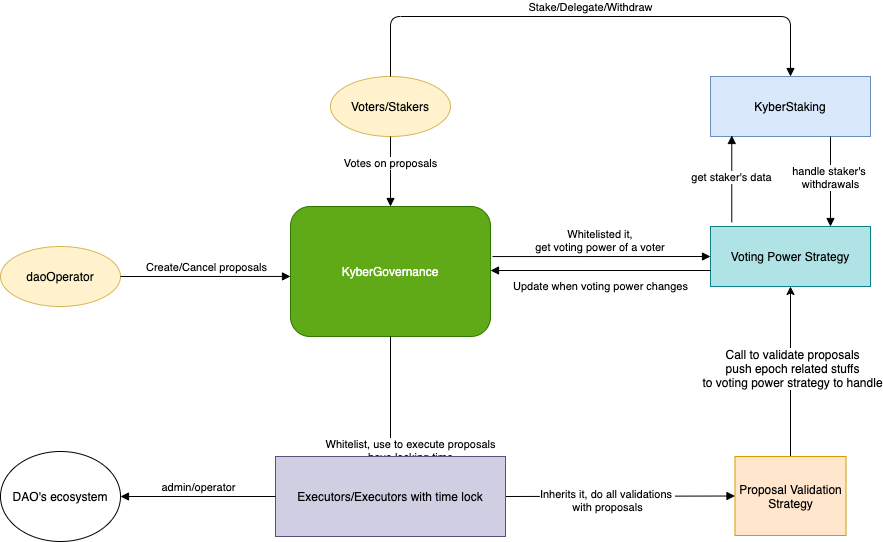 Stake/Delegate/Withdraw
Voters/Stakers
KyberStaking
Votes on proposals
get staker's data
handle staker's
withdrawals
Whitelisted it,
get voting power of a voter
Voting Power Strategy
daoOperator
Create/Cancel proposals
KyberGovernance
Update when voting power changes
Call to validate proposals
push epoch related stuffs
to voting power strategy to handle
Whitelist, use to execute proposals
have locking time
DAO's ecosystem
admin/operator
Executors/Executors with time lock
Inherits it, do all validations
with proposals
Proposal Validation
Strategy